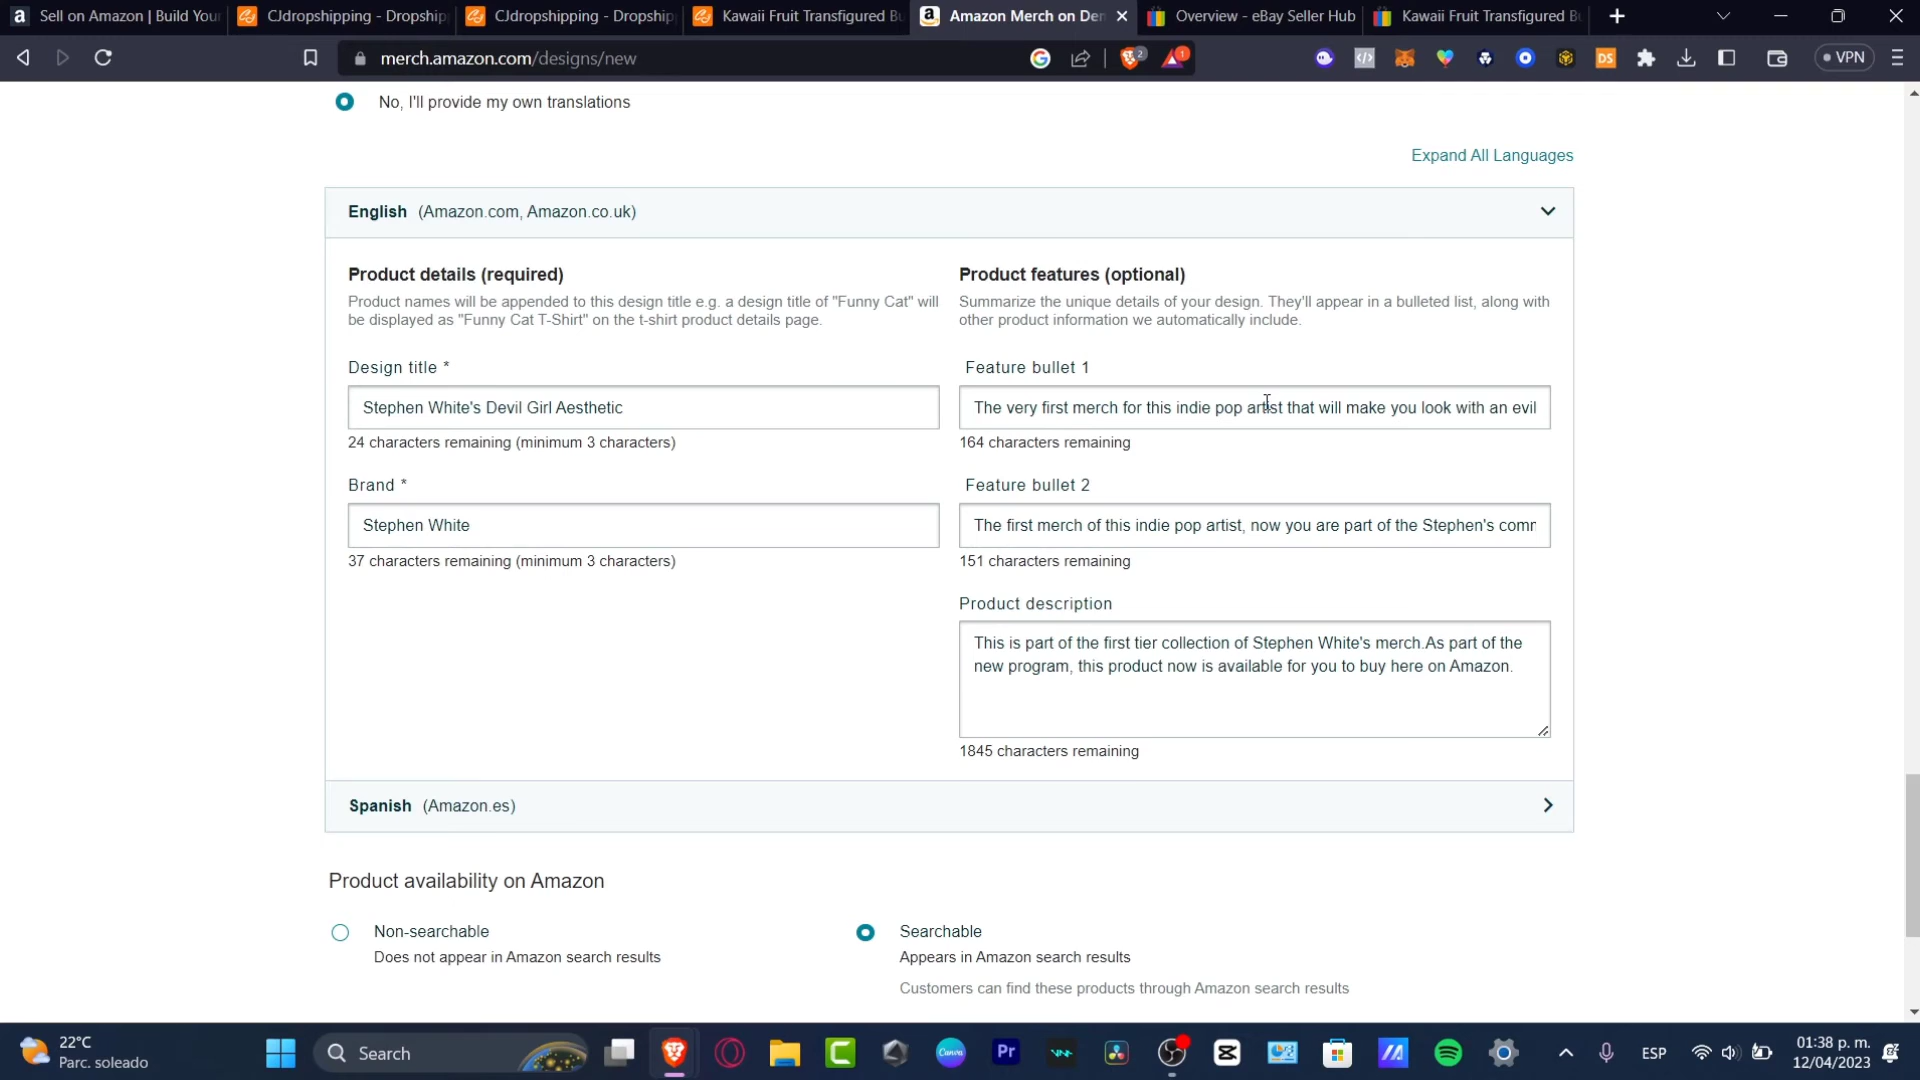 Sell on Amazon | Build Your
CJdropshipping - Dropship
CJdropshipping - Dropship
Kawaii Fruit Transfigured Bu
Amazon Merch on De
Overview - eBay Seller Hub
Kawaii Fruit Transfigured B
merch.amazon.com/designs/new
2
1
DS
VPN
No, I'll provide my own translations
Expand All Languages
English (Amazon.com, Amazon.co.uk)
Product details (required)
Product names will be appended to this design title e.g. a design title of "Funny Cat" will
be displayed as "Funny Cat T-Shirt" on the t-shirt product details page.
Design title *
Stephen White's Devil Girl Aesthetic
24 characters remaining (minimum 3 characters)
Brand *
Stephen White
37 characters remaining (minimum 3 characters)
Product features (optional)
Summarize the unique details of your design. They'll appear in a bulleted list, along with
other product information we automatically include.
Feature bullet 1
The very first merch for this indie pop artist that will make you look with an evil
164 characters remaining
Feature bullet 2
The first merch of this indie pop artist, now you are part of the Stephen's comm
151 characters remaining
Product description
This is part of the first tier collection of Stephen White's merch.As part of the
new program, this product now is available for you to buy here on Amazon.
1845 characters remaining
Spanish (Amazon.es)
Product availability on Amazon
Non-searchable
Does not appear in Amazon search results
Searchable
Appears in Amazon search results
Customers can find these products through Amazon search results
22°C
Parc. soleado
Search
Canva
Pr
ESP
01:38 p. m.
12/04/2023